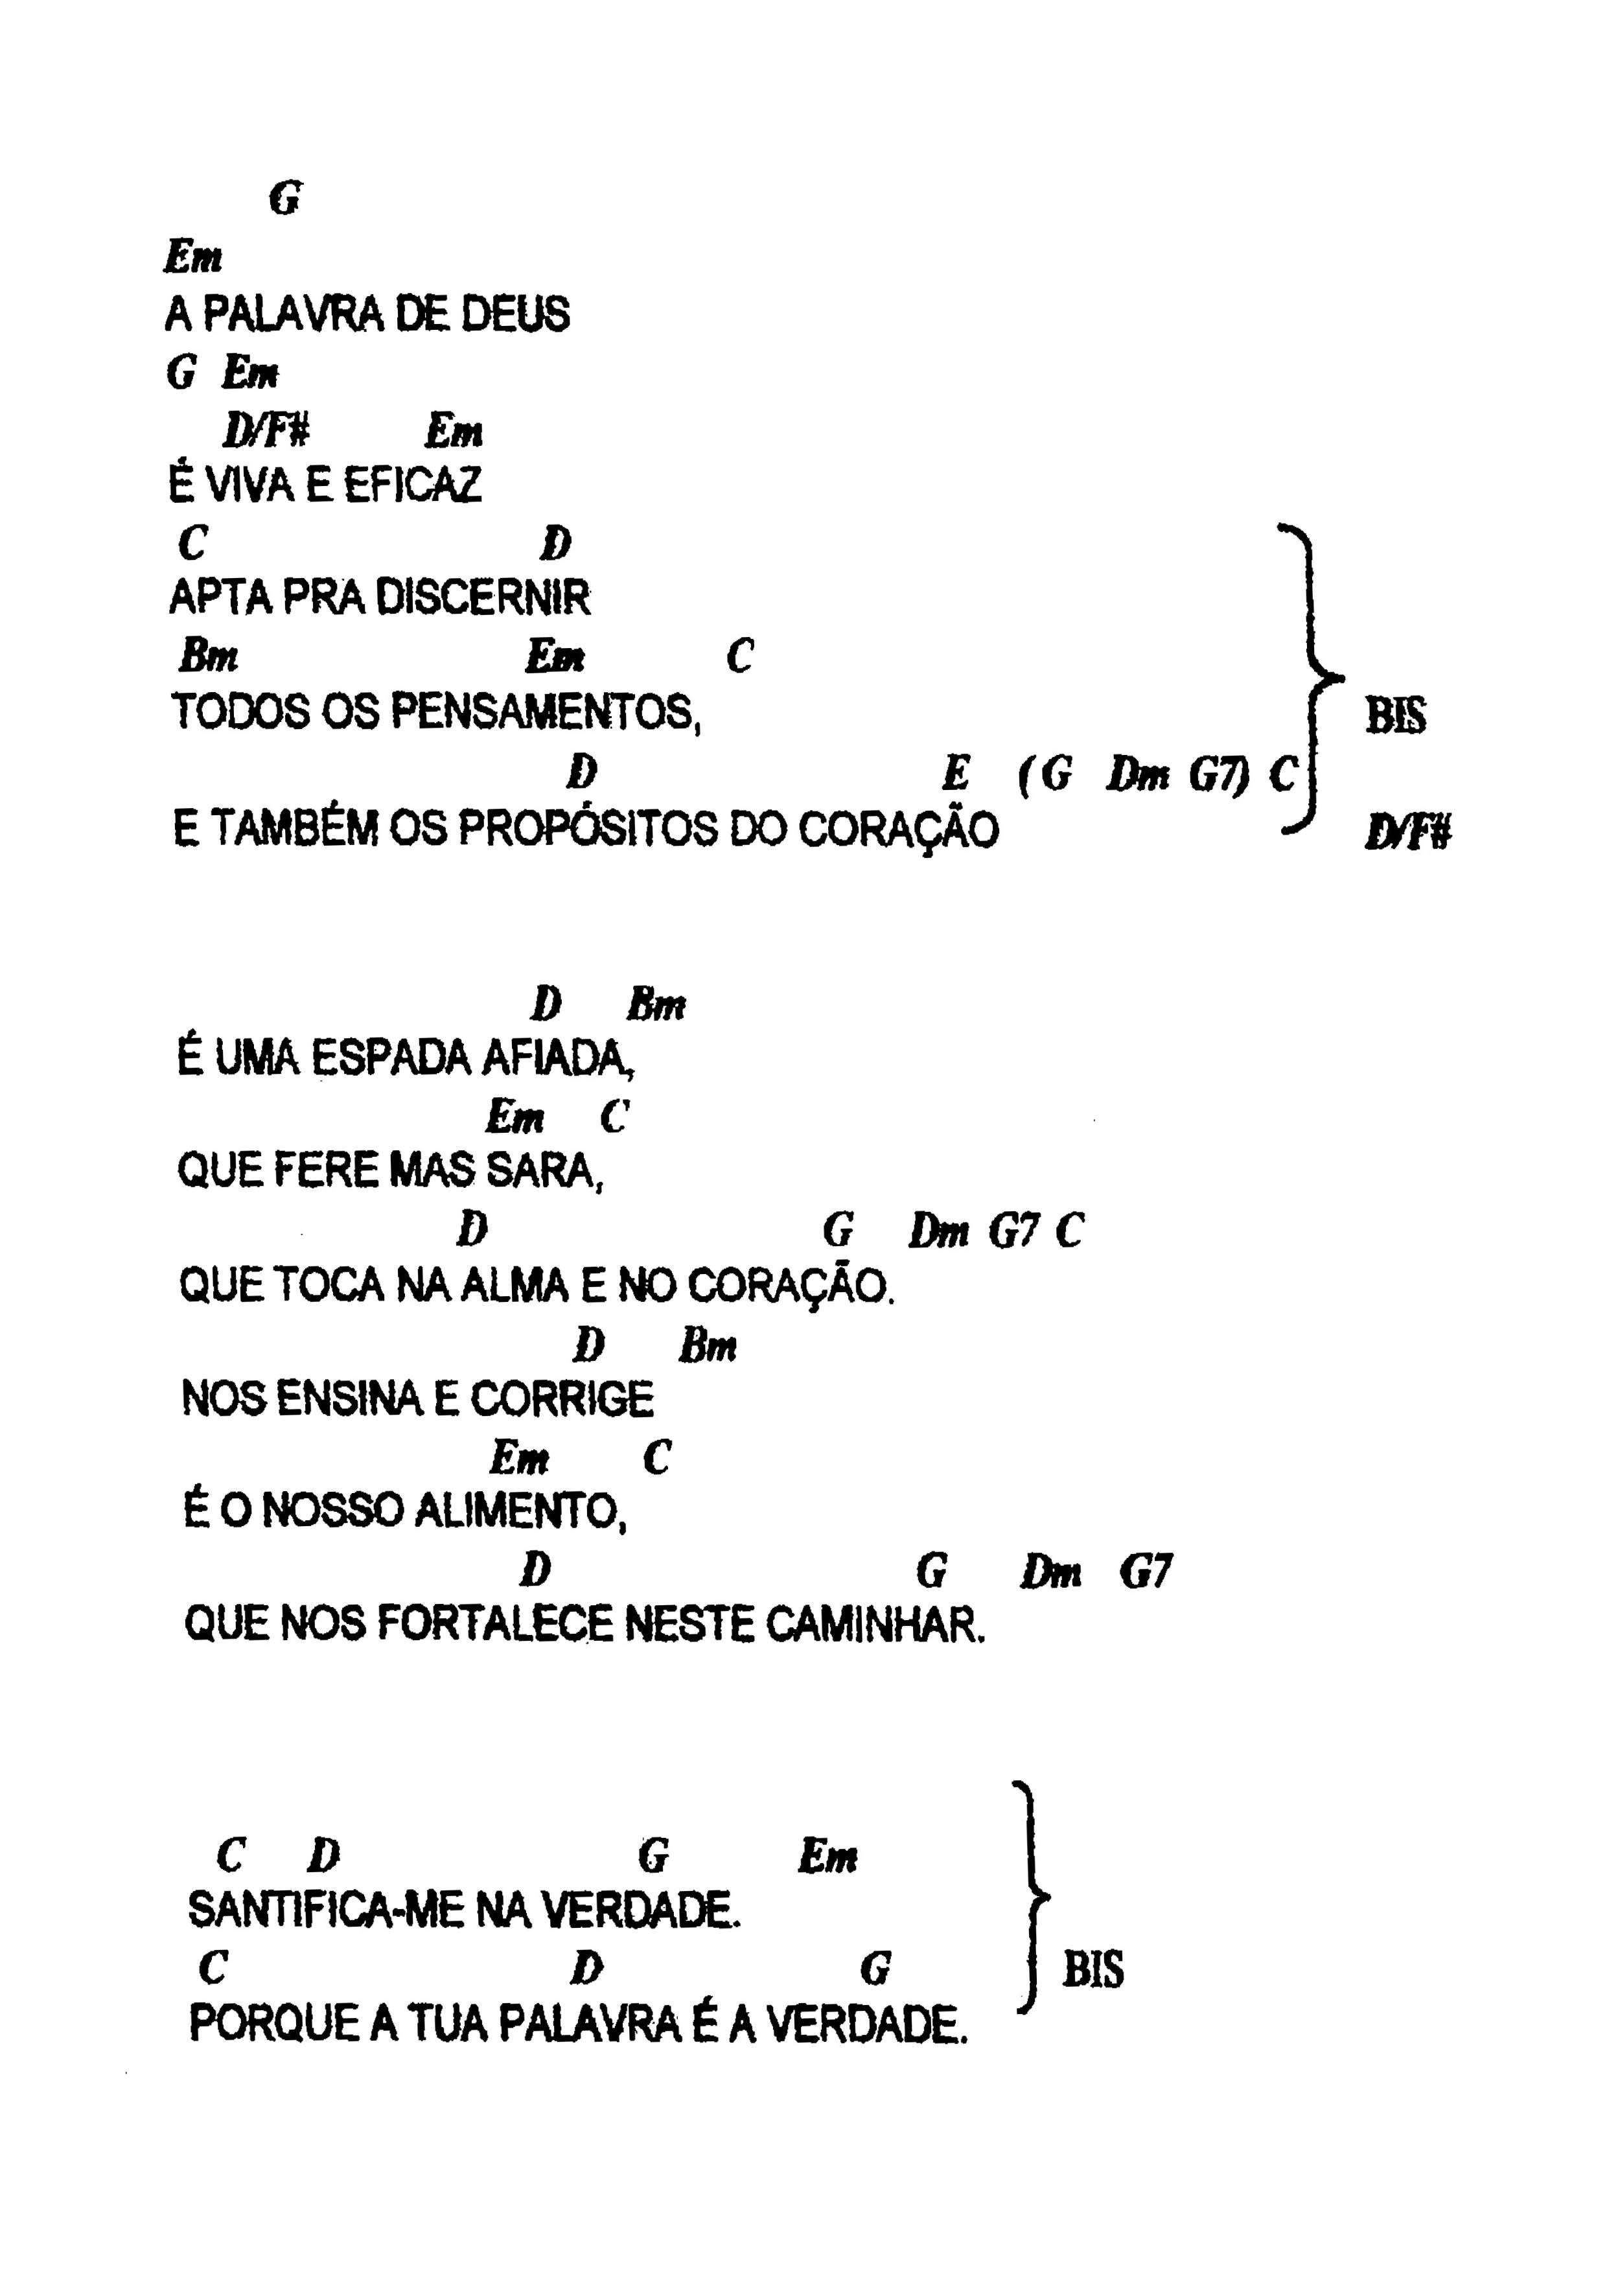 G
Em
A PALAVRA DE DEUS
G Em
D/F# Em
É VIVA E EFICAZ
C D
APTA PRA DISCERNIR
Bm Em C
TODOS OS PENSAMENTOS,
BIS
D E (G Dm G7) C
E TAMBÉM OS PROPÓSITOS DO CORAÇÃO D/F#
D Bm
É UMA ESPADA AFIADA,
Em C
QUE FERE MAS SARA,
D G Dm G7 C
QUE TOCA NA ALMA E NO CORAÇÃO.
D Bm
NOS ENSINA E CORRIGE
Em C
É O NOSSO ALIMENTO,
D G Dm G7
QUE NOS FORTALECE NESTE CAMINHAR.
C D G Em
SANTIFICA-ME NA VERDADE.
C D G BIS
PORQUE A TUA PALAVRA É A VERDADE.